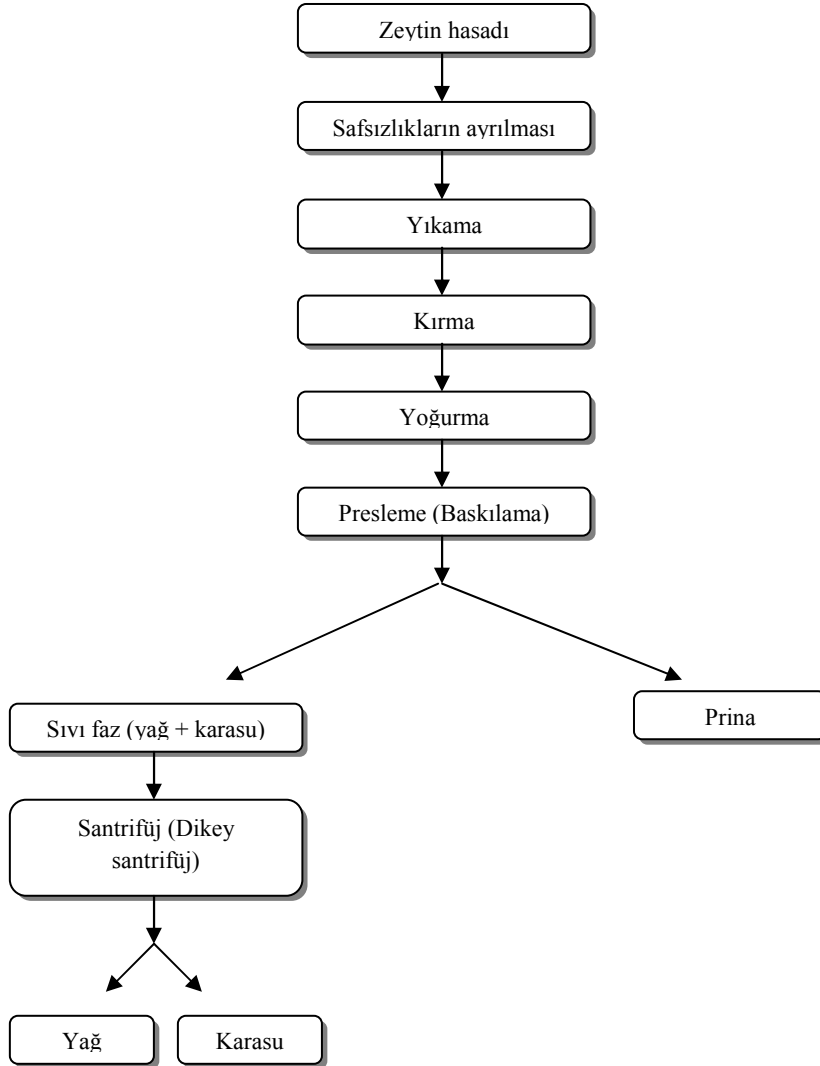 Zeytin hasadı
Safsızlıkların ayrılması
Yıkama
Kırma
Yoğurma
Presleme (Baskılama)
Sıvı faz (yağ + karasu)
Prina
Santrifüj (Dikey
santrifüj)
Yağ
Karasu